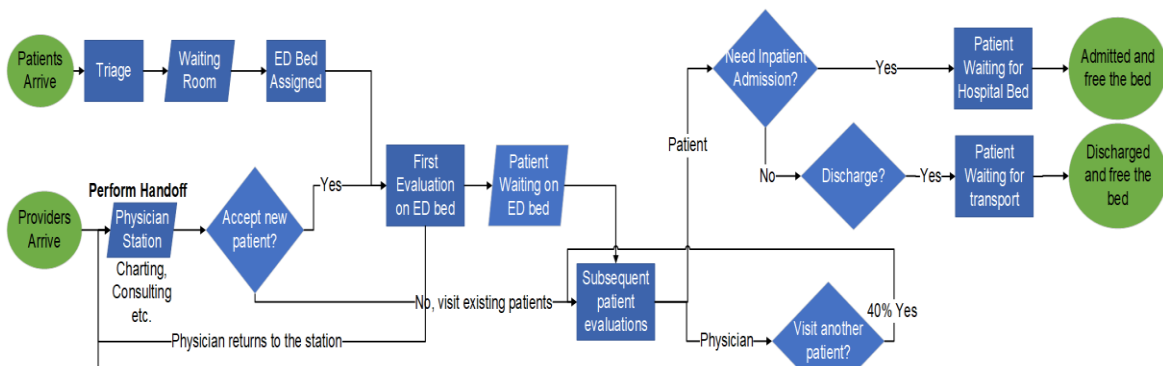 Patients
Arrive
Triage
Waiting
Room
ED Bed
Assigned
Need Inpatient
Admission?
Yes
Patient
Waiting for
Hospital Bed
Admitted and
free the bed
Patient
No
Discharge?
Yes
Patient
Waiting for
transport
Discharged
and free the
bed
Providers
Arrive
Perform Handoff
Physician
Station
Charting,
Consulting
etc.
Accept new
patient?
Yes
First
Evaluation
on ED bed
Patient
Waiting on
ED bed
No, visit existing patients
Subsequent
patient
evaluations
Physician
Visit another
patient?
40% Yes
Physician returns to the station